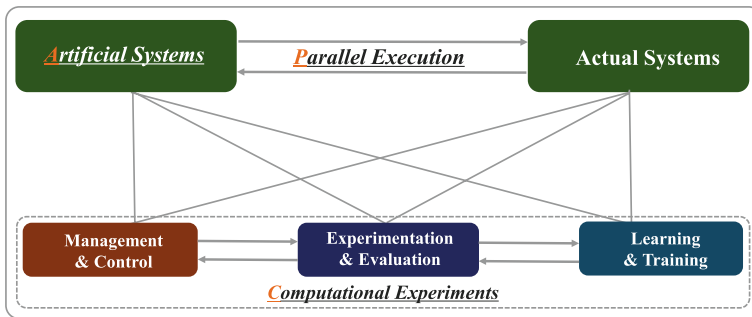 Artificial Systems
Parallel Execution
Actual Systems
Management
& Control
Experimentation
& Evaluation
Learning
& Training
Computational Experiments